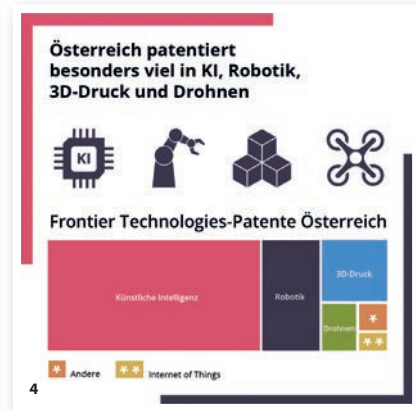 Österreich patentiert
besonders viel in KI, Robotik,
3D-Druck und Drohnen
KI
Frontier Technologies-Patente Österreich
Künstliche Intelligenz
Robotik
3D-Druck
Drohnen
Andere
Internet of Things
4